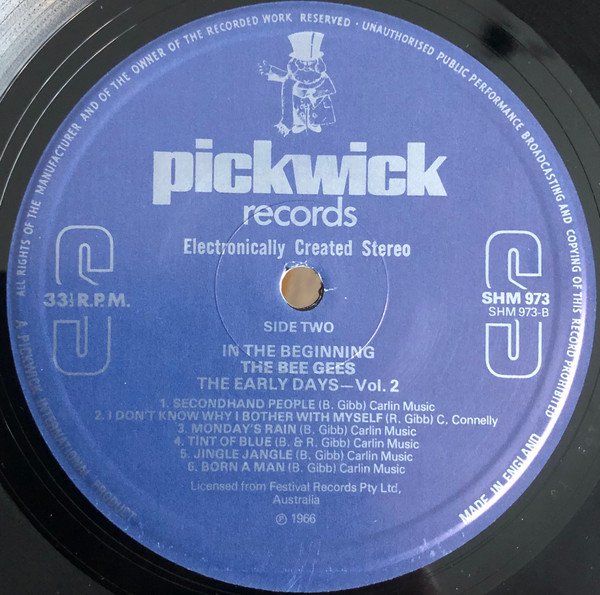 ALL RIGHTS OF THE MANUFACTURER AND OF THE OWNER OF THE RECORDED WORK RESERVED · UNAUTHORISED PUBLIC PERFORMANCE BROADCASTING AND COPYING OF THIS RECORD PROHIBITED
pickwick
records
Electronically Created Stereo
S
33⅓ R.P.M.
S
SHM 973
SHM 973-B
SIDE TWO
IN THE BEGINNING
THE BEE GEES
THE EARLY DAYS—Vol. 2
1. SECONDHAND PEOPLE (B. Gibb) Carlin Music
2. I DON'T KNOW WHY I BOTHER WITH MYSELF (R. Gibb) C. Connelly
3. MONDAY'S RAIN (B. Gibb) Carlin Music
4. TINT OF BLUE (B. & R. Gibb) Carlin Music
5. JINGLE JANGLE (B. Gibb) Carlin Music
6. BORN A MAN (B. Gibb) Carlin Music
Licensed from Festival Records Pty Ltd,
Australia
℗ 1966
A PICKWICK INTERNATIONAL PRODUCT
MADE IN ENGLAND